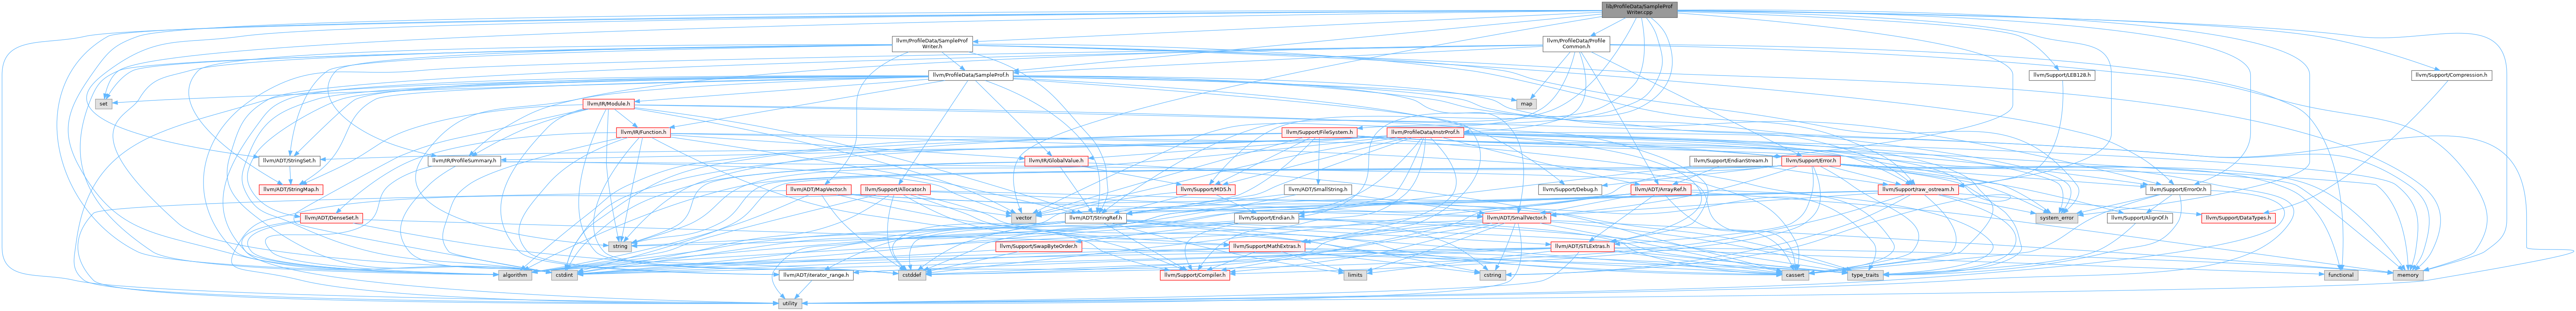 lib/ProfileData/SampleProf
Writer.cpp
llvm/ProfileData/SampleProf
Writer.h
llvm/ProfileData/Profile
Common.h
llvm/ProfileData/SampleProf.h
llvm/Support/LEB128.h
llvm/Support/Compression.h
set
llvm/IR/Module.h
map
llvm/IR/Function.h
llvm/Support/FileSystem.h
llvm/ProfileData/InstrProf.h
llvm/ADT/StringSet.h
llvm/IR/ProfileSummary.h
llvm/IR/GlobalValue.h
llvm/Support/EndianStream.h
llvm/Support/Error.h
llvm/ADT/StringMap.h
llvm/ADT/MapVector.h
llvm/Support/Allocator.h
llvm/Support/MD5.h
llvm/ADT/SmallString.h
llvm/Support/Debug.h
llvm/ADT/ArrayRef.h
llvm/Support/raw_ostream.h
llvm/Support/ErrorOr.h
llvm/ADT/DenseSet.h
vector
llvm/ADT/StringRef.h
llvm/Support/Endian.h
llvm/ADT/SmallVector.h
system_error
llvm/Support/AlignOf.h
llvm/Support/DataTypes.h
string
llvm/Support/SwapByteOrder.h
llvm/Support/MathExtras.h
llvm/ADT/STLExtras.h
algorithm
cstdint
llvm/ADT/iterator_range.h
cstddef
llvm/Support/Compiler.h
limits
cstring
cassert
type_traits
functional
memory
utility